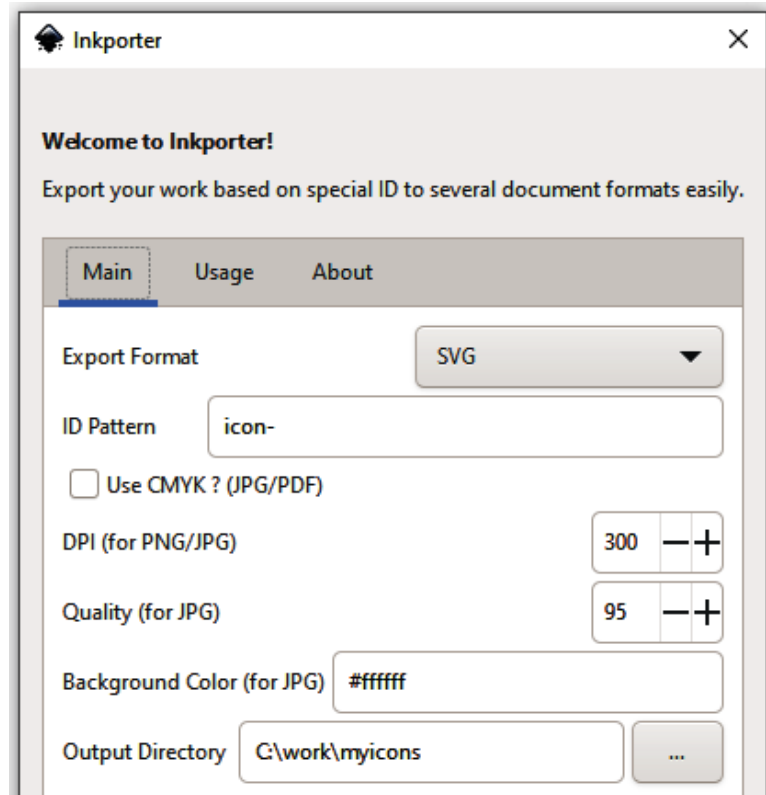 Inkporter
Welcome to Inkporter!
Export your work based on special ID to several document formats easily.
Main Usage About
Export Format SVG
ID Pattern icon-
Use CMYK ? (JPG/PDF)
DPI (for PNG/JPG) 300
Quality (for JPG) 95
Background Color (for JPG) #ffffff
Output Directory C:\work\myicons ...